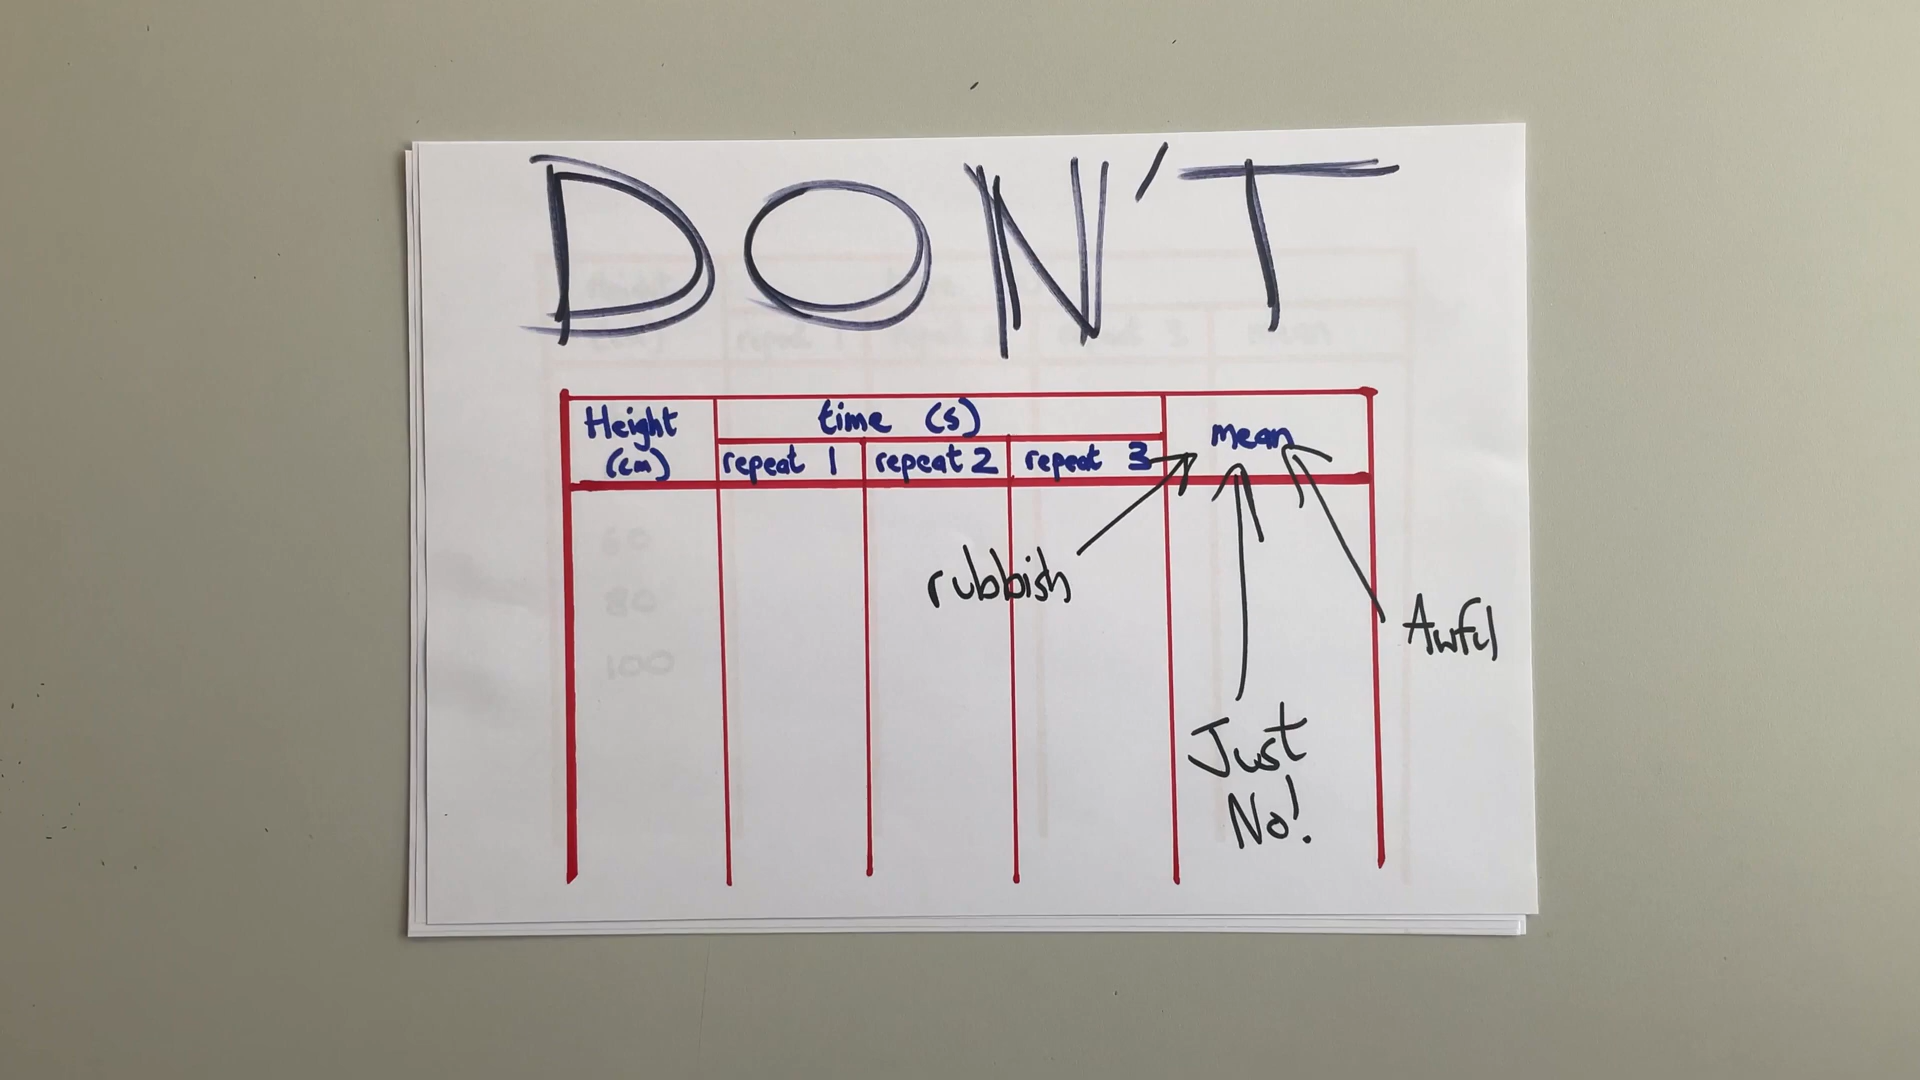 DON'T
Height
(cm)
time (s)
mean
repeat 1
repeat 2
repeat 3
rubbish
Awful
Just
No!